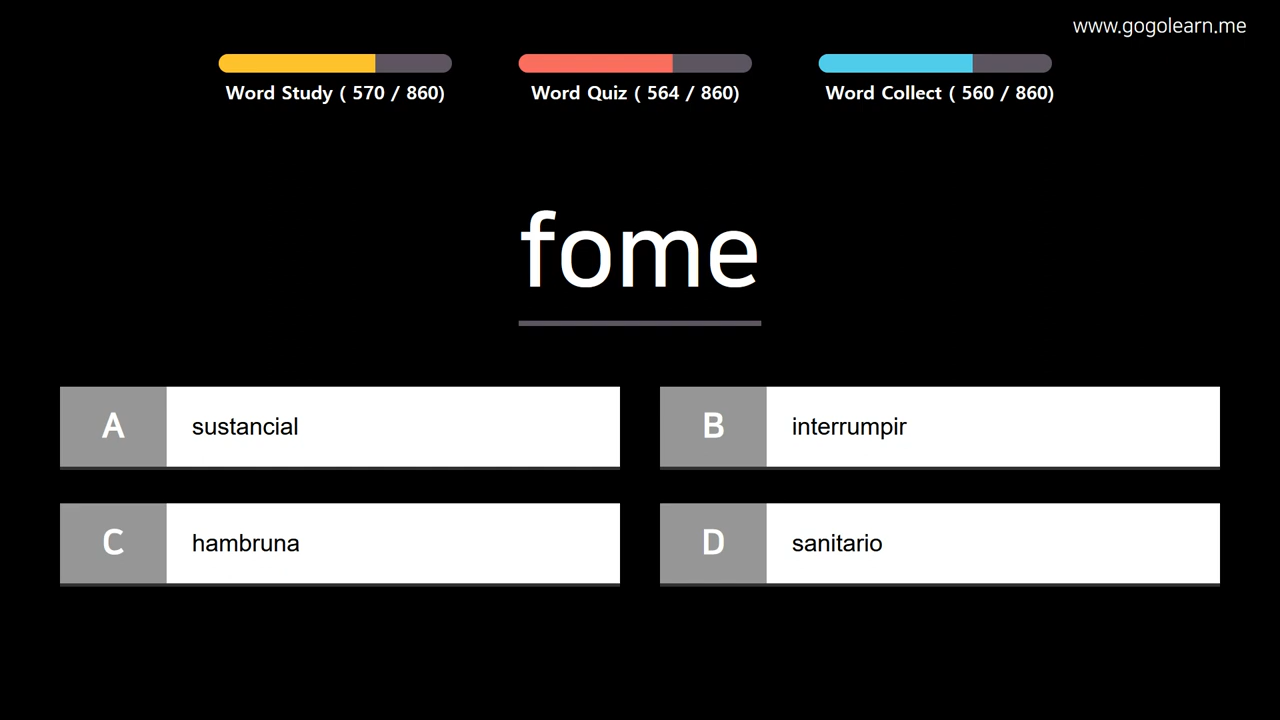 www.gogolearn.me
Word Study ( 570 / 860)
Word Quiz ( 564 / 860)
Word Collect ( 560 / 860)
fome
A sustancial
B interrumpir
C hambruna
D sanitario